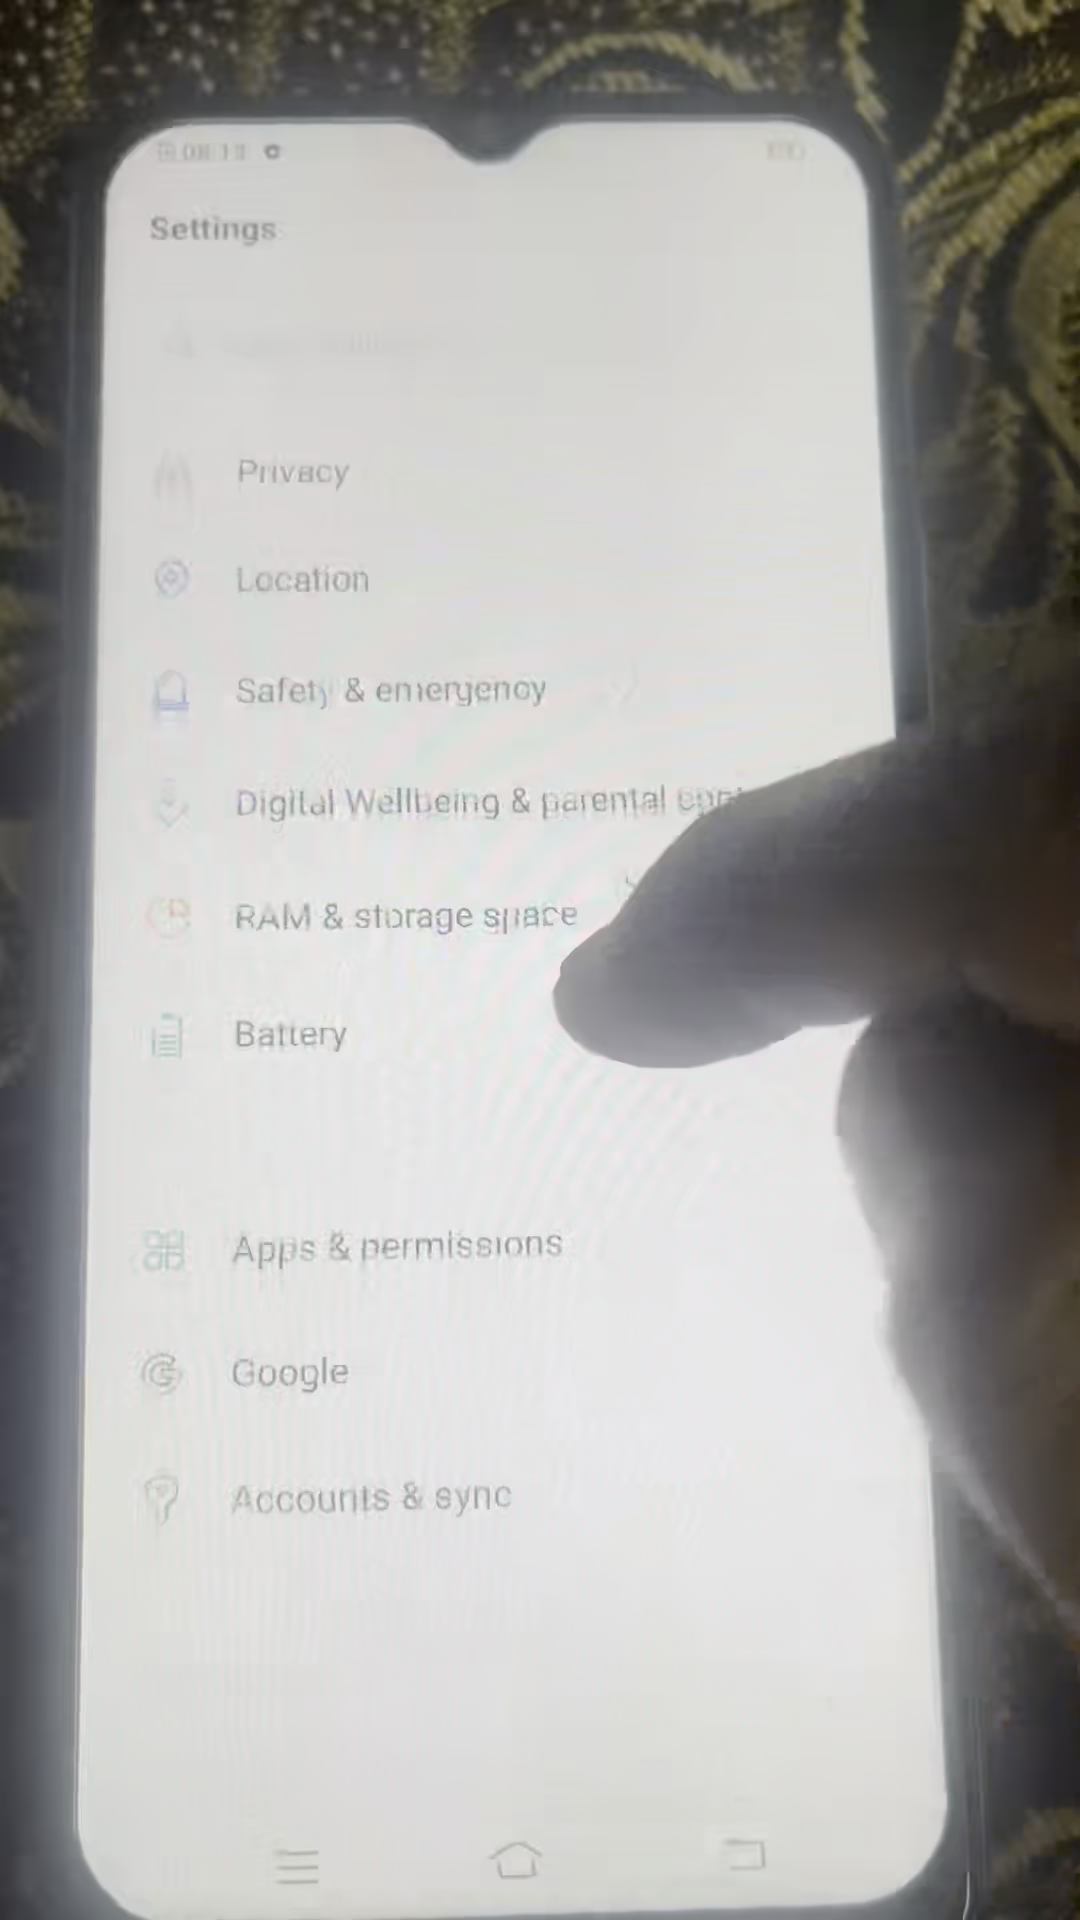 Settings
Privacy
Location
Safety & emergency
Digital Wellbeing & parental
RAM & storage space
Battery
Apps & permissions
Google
Accounts & sync